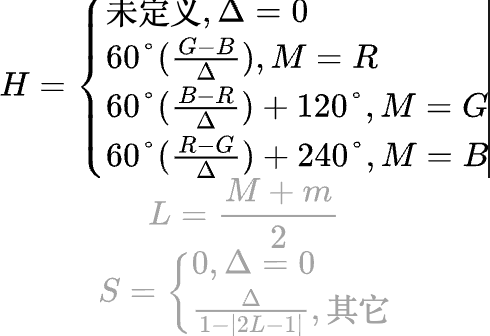 H = { 未定义, Δ = 0
60°(G−B/Δ), M = R
60°(B−R/Δ) + 120°, M = G
60°(R−G/Δ) + 240°, M = B
L = M + m/2
S = { 0, Δ = 0
Δ/1−|2L−1|, 其它